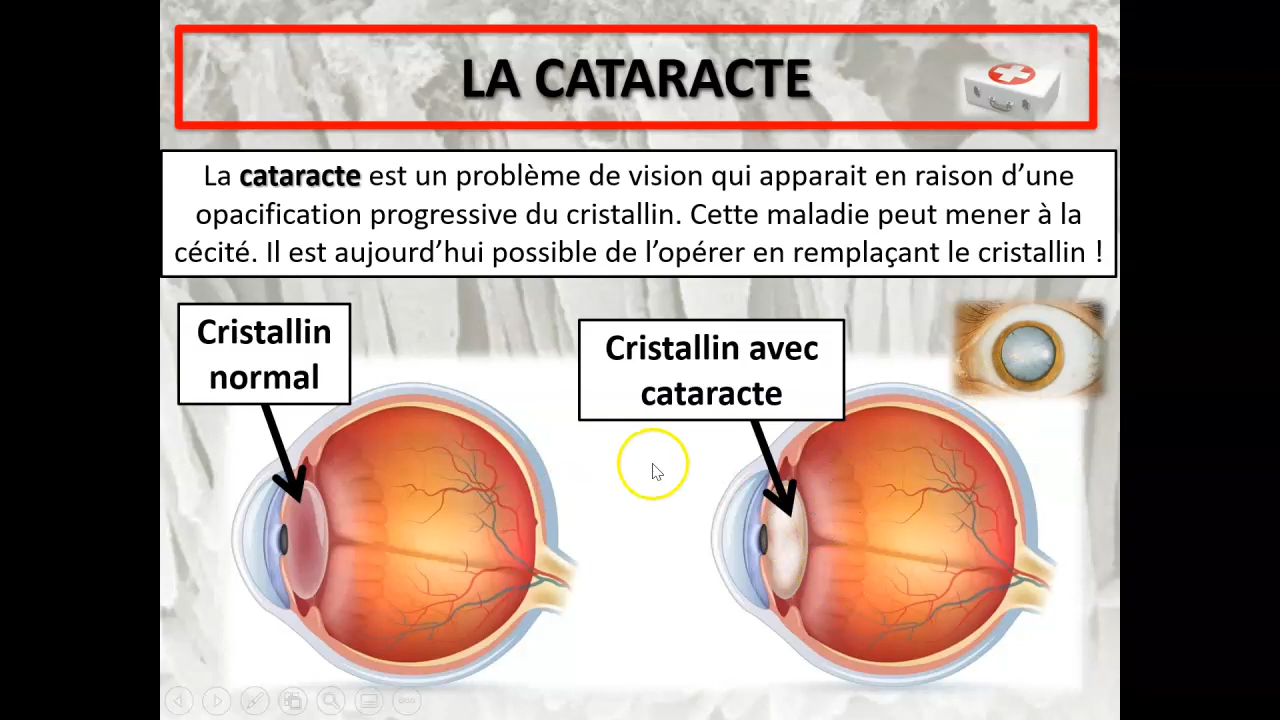 LA CATARACTE
La cataracte est un problème de vision qui apparait en raison d’une
opacification progressive du cristallin. Cette maladie peut mener à la
cécité. Il est aujourd’hui possible de l’opérer en remplaçant le cristallin !
Cristallin
normal
Cristallin avec
cataracte